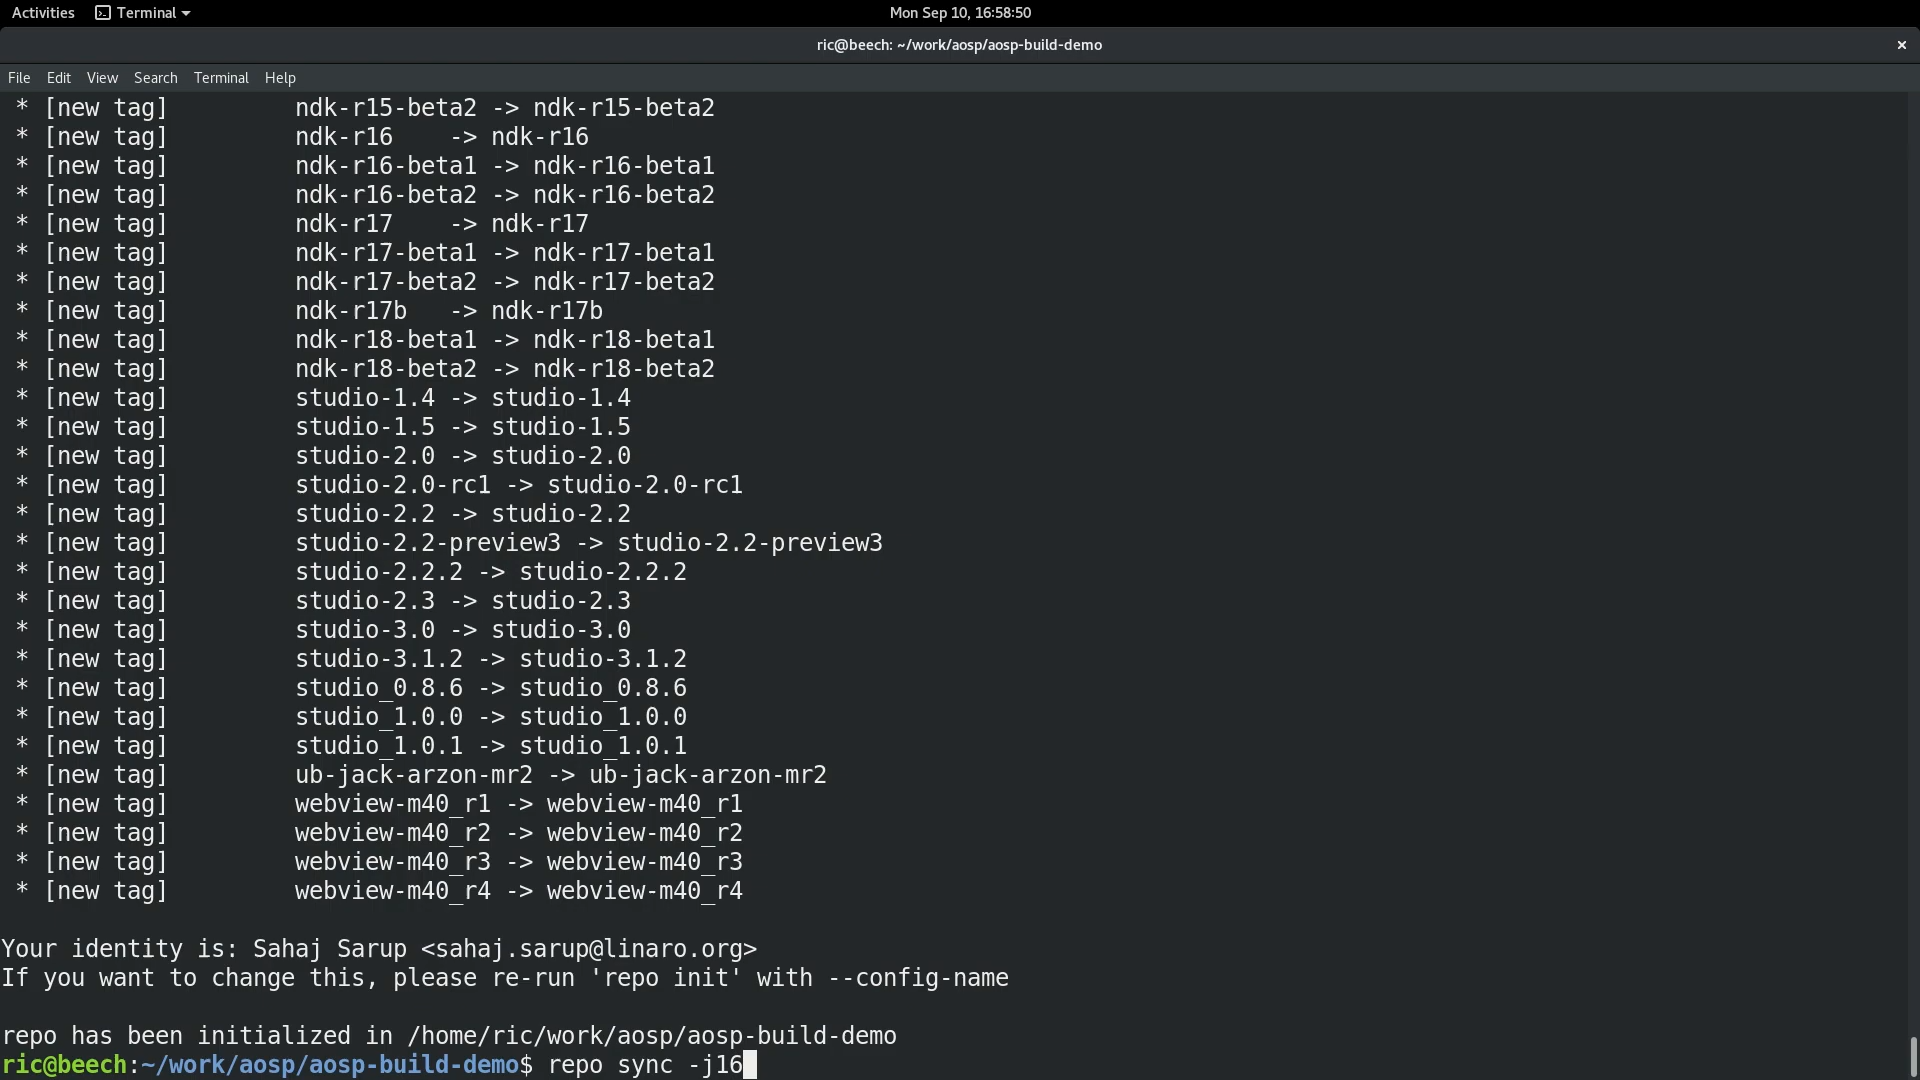 Activities Terminal Mon Sep 10, 16:58:50
ric@beech: ~/work/aosp/aosp-build-demo ×
File Edit View Search Terminal Help
* [new tag] ndk-r15-beta2 -> ndk-r15-beta2
* [new tag] ndk-r16 -> ndk-r16
* [new tag] ndk-r16-beta1 -> ndk-r16-beta1
* [new tag] ndk-r16-beta2 -> ndk-r16-beta2
* [new tag] ndk-r17 -> ndk-r17
* [new tag] ndk-r17-beta1 -> ndk-r17-beta1
* [new tag] ndk-r17-beta2 -> ndk-r17-beta2
* [new tag] ndk-r17b -> ndk-r17b
* [new tag] ndk-r18-beta1 -> ndk-r18-beta1
* [new tag] ndk-r18-beta2 -> ndk-r18-beta2
* [new tag] studio-1.4 -> studio-1.4
* [new tag] studio-1.5 -> studio-1.5
* [new tag] studio-2.0 -> studio-2.0
* [new tag] studio-2.0-rc1 -> studio-2.0-rc1
* [new tag] studio-2.2 -> studio-2.2
* [new tag] studio-2.2-preview3 -> studio-2.2-preview3
* [new tag] studio-2.2.2 -> studio-2.2.2
* [new tag] studio-2.3 -> studio-2.3
* [new tag] studio-3.0 -> studio-3.0
* [new tag] studio-3.1.2 -> studio-3.1.2
* [new tag] studio_0.8.6 -> studio_0.8.6
* [new tag] studio_1.0.0 -> studio_1.0.0
* [new tag] studio_1.0.1 -> studio_1.0.1
* [new tag] ub-jack-arzon-mr2 -> ub-jack-arzon-mr2
* [new tag] webview-m40_r1 -> webview-m40_r1
* [new tag] webview-m40_r2 -> webview-m40_r2
* [new tag] webview-m40_r3 -> webview-m40_r3
* [new tag] webview-m40_r4 -> webview-m40_r4
Your identity is: Sahaj Sarup <sahaj.sarup@linaro.org>
If you want to change this, please re-run 'repo init' with --config-name
repo has been initialized in /home/ric/work/aosp/aosp-build-demo
ric@beech:~/work/aosp/aosp-build-demo$ repo sync -j16